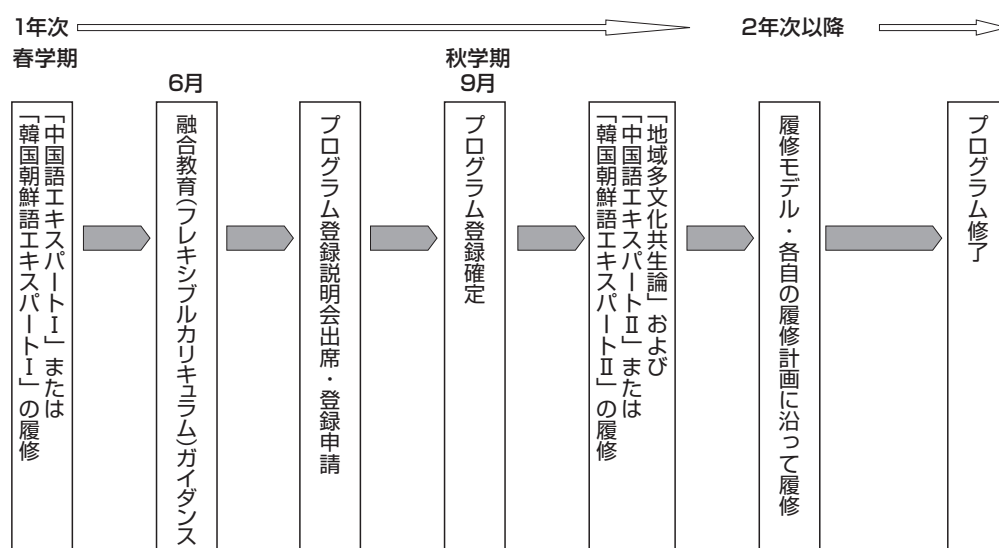 1年次
2年次以降
春学期
秋学期
6月
9月
「中国語エキスパートⅠ」または
「韓国朝鮮語エキスパートⅠ」の履修
融合教育(フレキシブルカリキュラム)ガイダンス
プログラム登録説明会出席・登録申請
プログラム登録確定
「地域多文化共生論」および
「中国語エキスパートⅡ」または
「韓国朝鮮語エキスパートⅡ」の履修
履修モデル・各自の履修計画に沿って履修
プログラム修了